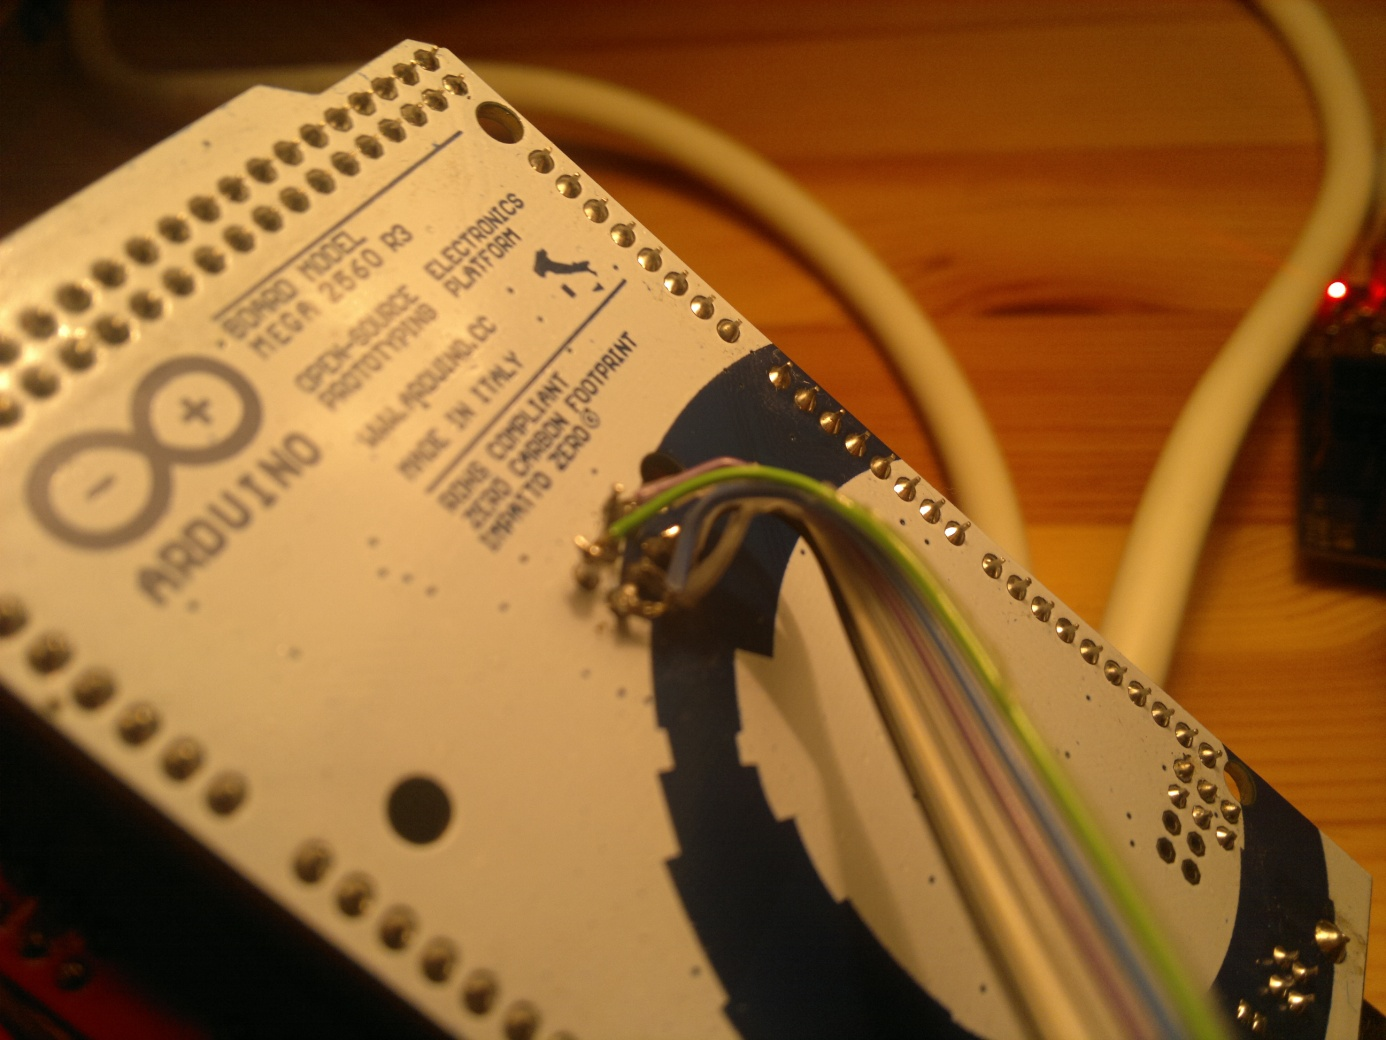 BOARD MODEL
MEGA 2560 R3
OPEN-SOURCE
PROTOTYPING
ELECTRONICS
PLATFORM
WWW.ARDUINO.CC
MADE IN ITALY
ROHS COMPLIANT
ZERO CARBON FOOTPRINT
IMPATTO ZERO®
ARDUINO